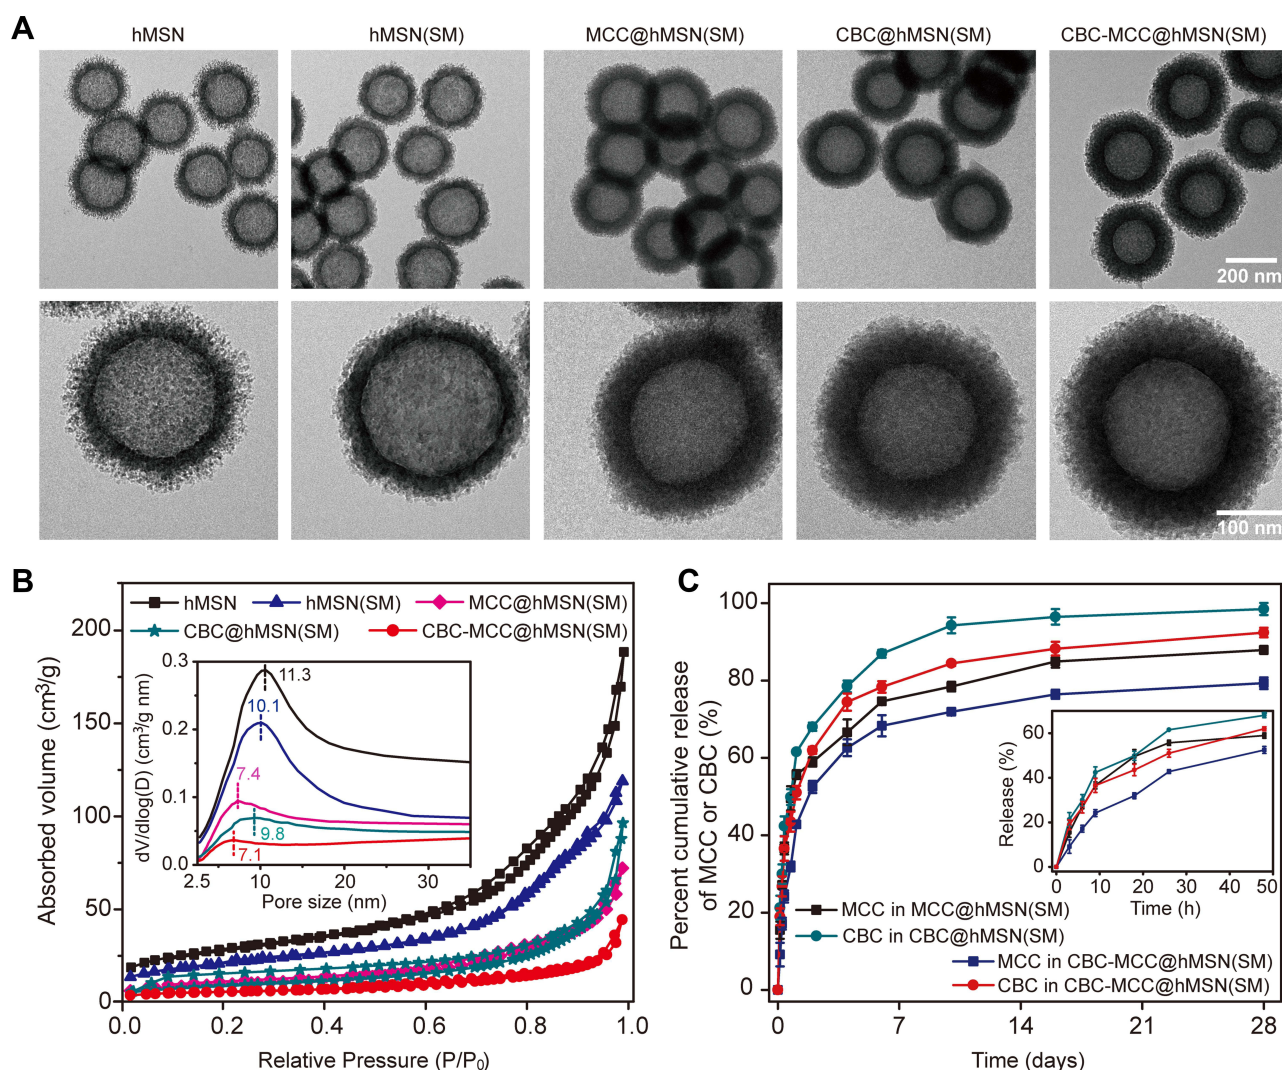 A
hMSN hMSN(SM) MCC@hMSN(SM) CBC@hMSN(SM) CBC-MCC@hMSN(SM)
200 nm
100 nm
B
hMSN hMSN(SM) MCC@hMSN(SM)
CBC@hMSN(SM) CBC-MCC@hMSN(SM)
Absorbed volume (cm³/g)
200
150
100
50
0
0.0 0.2 0.4 0.6 0.8 1.0
Relative Pressure (P/P₀)
dV/dlog(D)) (cm³/g nm)
0.3
0.2
0.1
0.0
2.5 10 20 30
Pore size (nm)
11.3
10.1
7.4
9.8
7.1
C
Percent cumulative release
of MCC or CBC (%)
100
80
60
40
20
0
0 7 14 21 28
Time (days)
Release (%)
60
40
20
0
0 10 20 30 40 50
Time (h)
MCC in MCC@hMSN(SM)
CBC in CBC@hMSN(SM)
MCC in CBC-MCC@hMSN(SM)
CBC in CBC-MCC@hMSN(SM)